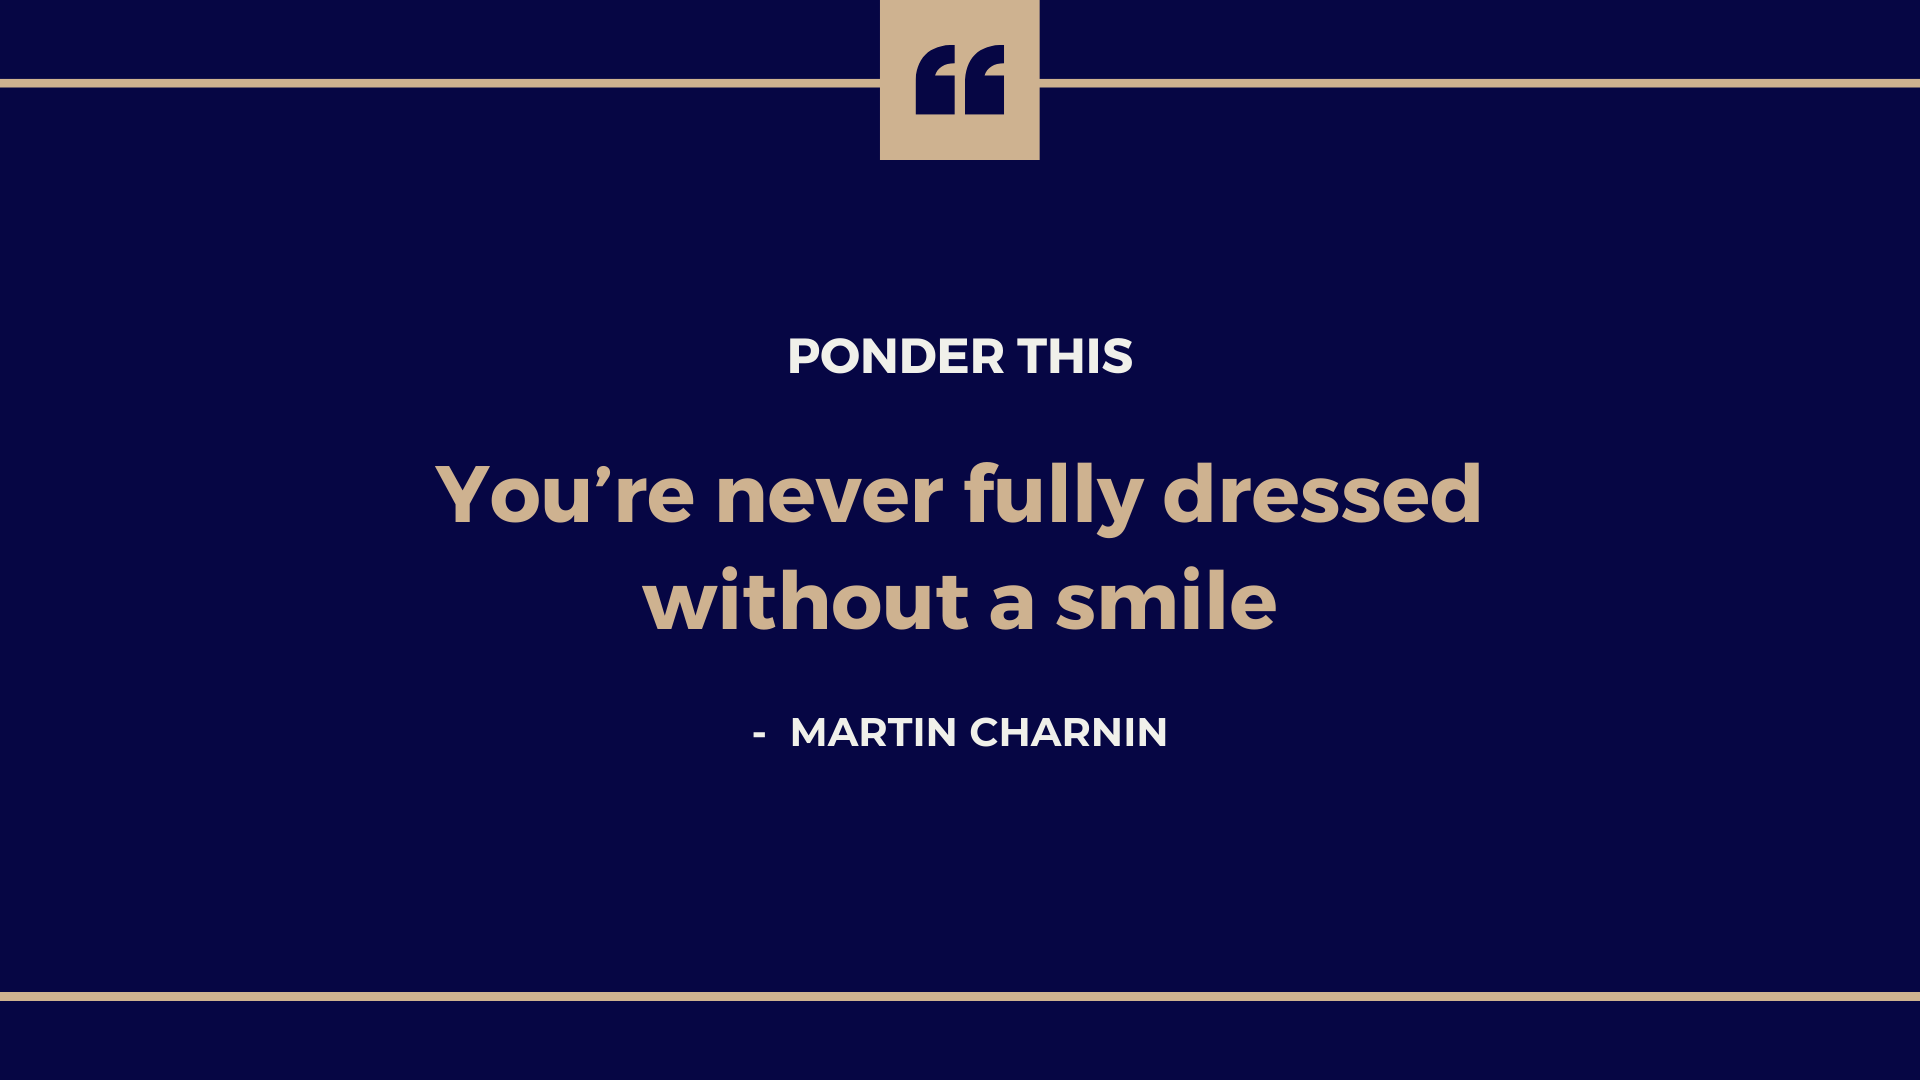 “
PONDER THIS
You’re never fully dressed
without a smile
- MARTIN CHARNIN